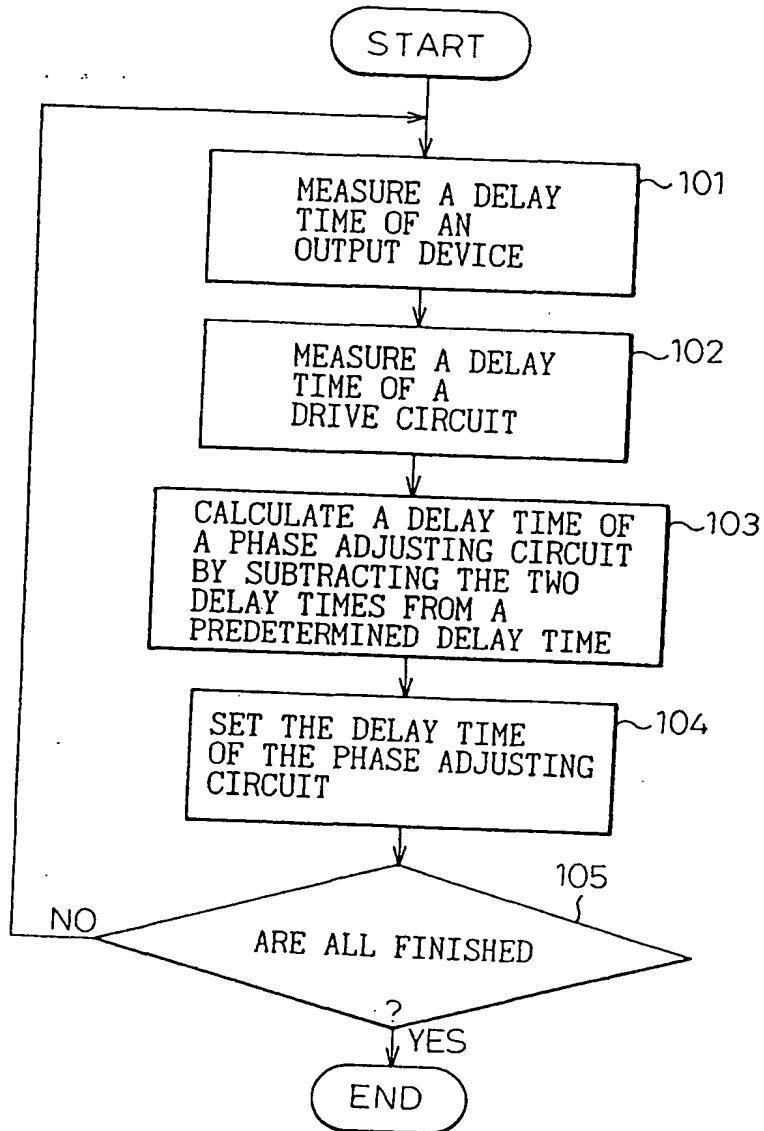 START
MEASURE A DELAY
TIME OF AN
OUTPUT DEVICE
101
MEASURE A DELAY
TIME OF A
DRIVE CIRCUIT
102
CALCULATE A DELAY TIME OF
A PHASE ADJUSTING CIRCUIT
BY SUBTRACTING THE TWO
DELAY TIMES FROM A
PREDETERMINED DELAY TIME
103
SET THE DELAY TIME
OF THE PHASE ADJUSTING
CIRCUIT
104
105
NO
ARE ALL FINISHED
?
YES
END